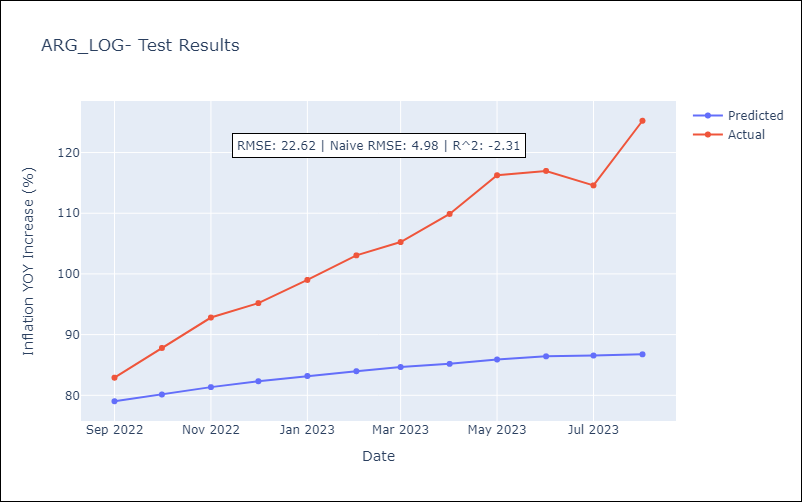 ARG_LOG- Test Results
Predicted
Actual
RMSE: 22.62 | Naive RMSE: 4.98 | R^2: -2.31
Inflation YOY Increase (%)
120
110
100
90
80
Sep 2022 Nov 2022 Jan 2023 Mar 2023 May 2023 Jul 2023
Date